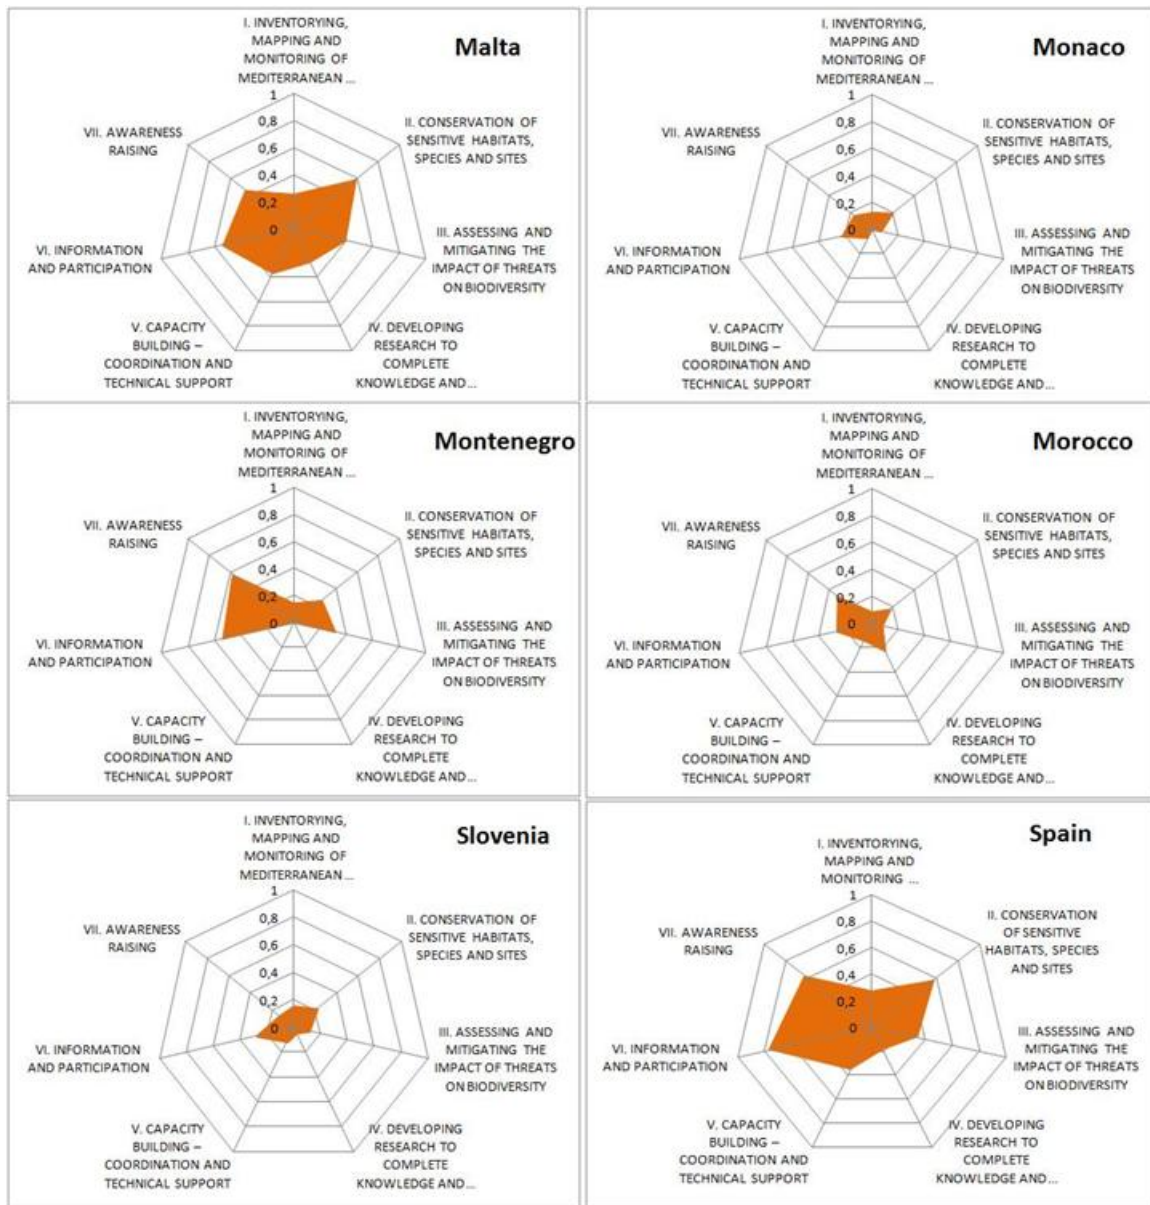 I. INVENTORYING,
MAPPING AND
MONITORING OF
MEDITERRANEAN ...
Malta
1
0,8
0,6
0,4
0,2
0
II. CONSERVATION OF
SENSITIVE HABITATS,
SPECIES AND SITES
III. ASSESSING AND
MITIGATING THE
IMPACT OF THREATS
ON BIODIVERSITY
IV. DEVELOPING
RESEARCH TO
COMPLETE
KNOWLEDGE AND...
V. CAPACITY
BUILDING –
COORDINATION AND
TECHNICAL SUPPORT
VI. INFORMATION
AND PARTICIPATION
VII. AWARENESS
RAISING
I. INVENTORYING,
MAPPING AND
MONITORING OF
MEDITERRANEAN ...
Monaco
1
0,8
0,6
0,4
0,2
0
II. CONSERVATION OF
SENSITIVE HABITATS,
SPECIES AND SITES
III. ASSESSING AND
MITIGATING THE
IMPACT OF THREATS
ON BIODIVERSITY
IV. DEVELOPING
RESEARCH TO
COMPLETE
KNOWLEDGE AND...
V. CAPACITY
BUILDING –
COORDINATION AND
TECHNICAL SUPPORT
VI. INFORMATION
AND PARTICIPATION
VII. AWARENESS
RAISING
I. INVENTORYING,
MAPPING AND
MONITORING OF
MEDITERRANEAN ...
Montenegro
1
0,8
0,6
0,4
0,2
0
II. CONSERVATION OF
SENSITIVE HABITATS,
SPECIES AND SITES
III. ASSESSING AND
MITIGATING THE
IMPACT OF THREATS
ON BIODIVERSITY
IV. DEVELOPING
RESEARCH TO
COMPLETE
KNOWLEDGE AND...
V. CAPACITY
BUILDING –
COORDINATION AND
TECHNICAL SUPPORT
VI. INFORMATION
AND PARTICIPATION
VII. AWARENESS
RAISING
I. INVENTORYING,
MAPPING AND
MONITORING OF
MEDITERRANEAN ...
Morocco
1
0,8
0,6
0,4
0,2
0
II. CONSERVATION OF
SENSITIVE HABITATS,
SPECIES AND SITES
III. ASSESSING AND
MITIGATING THE
IMPACT OF THREATS
ON BIODIVERSITY
IV. DEVELOPING
RESEARCH TO
COMPLETE
KNOWLEDGE AND...
V. CAPACITY
BUILDING –
COORDINATION AND
TECHNICAL SUPPORT
VI. INFORMATION
AND PARTICIPATION
VII. AWARENESS
RAISING
I. INVENTORYING,
MAPPING AND
MONITORING OF
MEDITERRANEAN ...
Slovenia
1
0,8
0,6
0,4
0,2
0
II. CONSERVATION OF
SENSITIVE HABITATS,
SPECIES AND SITES
III. ASSESSING AND
MITIGATING THE
IMPACT OF THREATS
ON BIODIVERSITY
IV. DEVELOPING
RESEARCH TO
COMPLETE
KNOWLEDGE AND...
V. CAPACITY
BUILDING –
COORDINATION AND
TECHNICAL SUPPORT
VI. INFORMATION
AND PARTICIPATION
VII. AWARENESS
RAISING
I. INVENTORYING,
MAPPING AND
MONITORING ...
Spain
1
0,8
0,6
0,4
0,2
0
II. CONSERVATION
OF SENSITIVE
HABITATS, SPECIES
AND SITES
III. ASSESSING AND
MITIGATING THE
IMPACT OF THREATS
ON BIODIVERSITY
IV. DEVELOPING
RESEARCH TO
COMPLETE
KNOWLEDGE AND...
V. CAPACITY
BUILDING –
COORDINATION AND
TECHNICAL SUPPORT
VI. INFORMATION
AND PARTICIPATION
VII. AWARENESS
RAISING